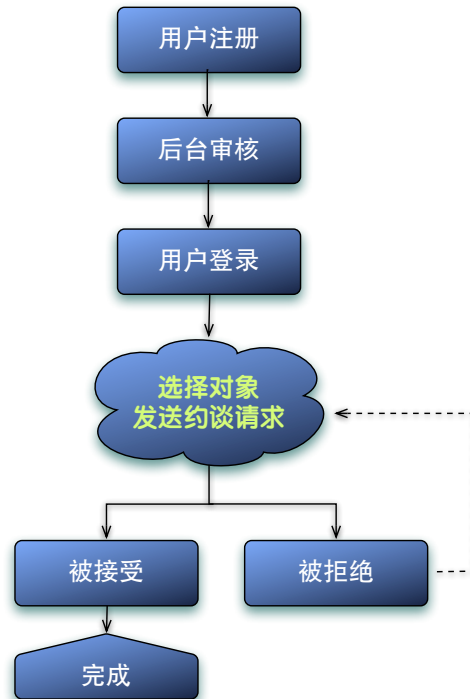 用户注册
后台审核
用户登录
选择对象
发送约谈请求
被接受
被拒绝
完成